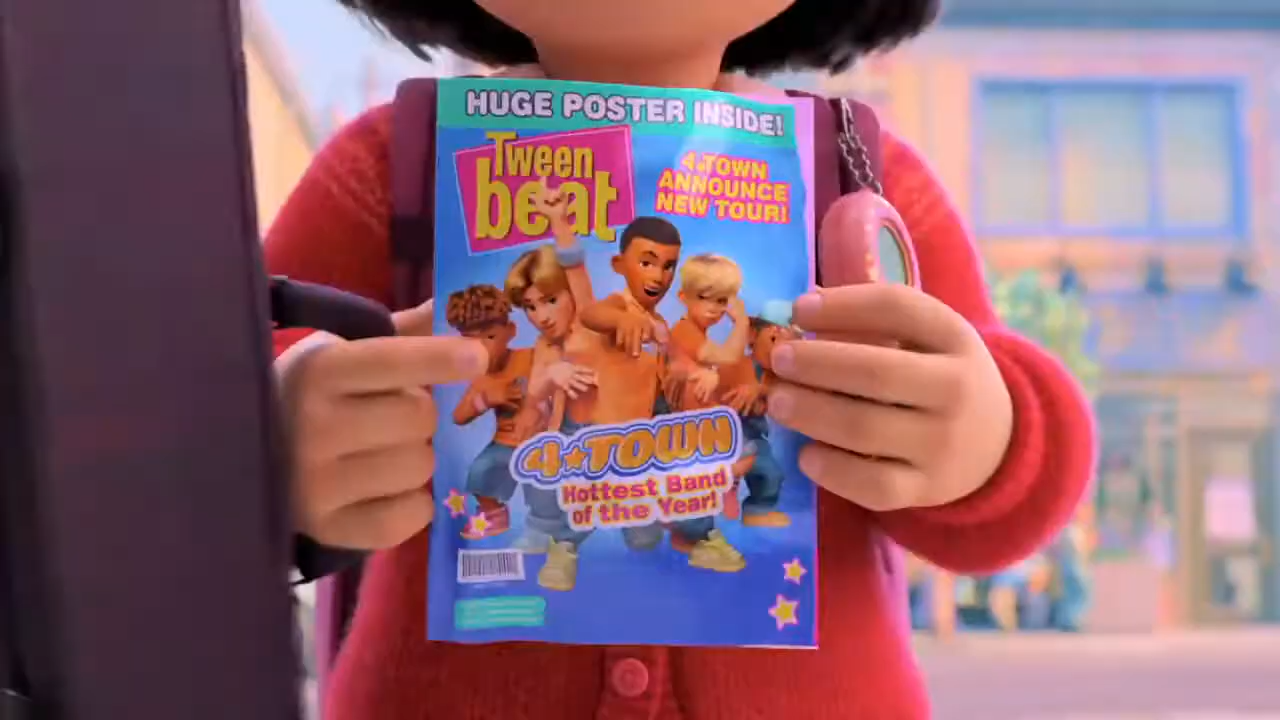 HUGE POSTER INSIDE!
Tween
beat
4★TOWN
ANNOUNCE
NEW TOUR!
4★TOWN
Hottest Band
of the Year!